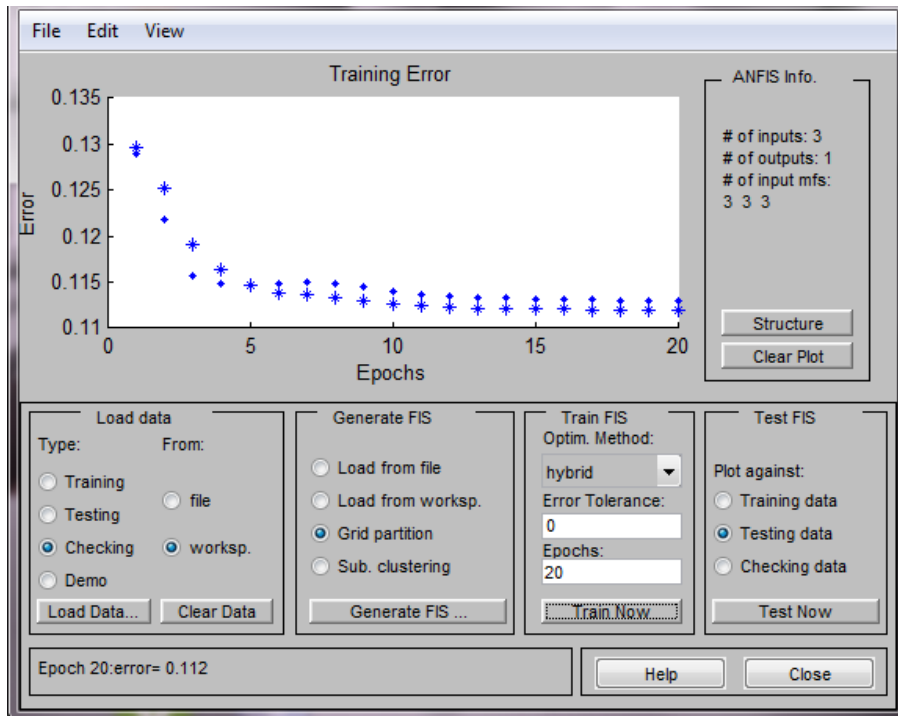 File Edit View
Training Error
0.135
0.13
0.125
0.12
0.115
0.11
Error
0 5 10 15 20
Epochs
ANFIS Info.
# of inputs: 3
# of outputs: 1
# of input mfs:
3 3 3
Structure
Clear Plot
Load data
Type: From:
Training
Testing
Checking
Demo
file
worksp.
Load Data... Clear Data
Generate FIS
Load from file
Load from worksp.
Grid partition
Sub. clustering
Generate FIS ...
Train FIS
Optim. Method:
hybrid
Error Tolerance:
0
Epochs:
20
Train Now
Test FIS
Plot against:
Training data
Testing data
Checking data
Test Now
Epoch 20:error= 0.112
Help Close